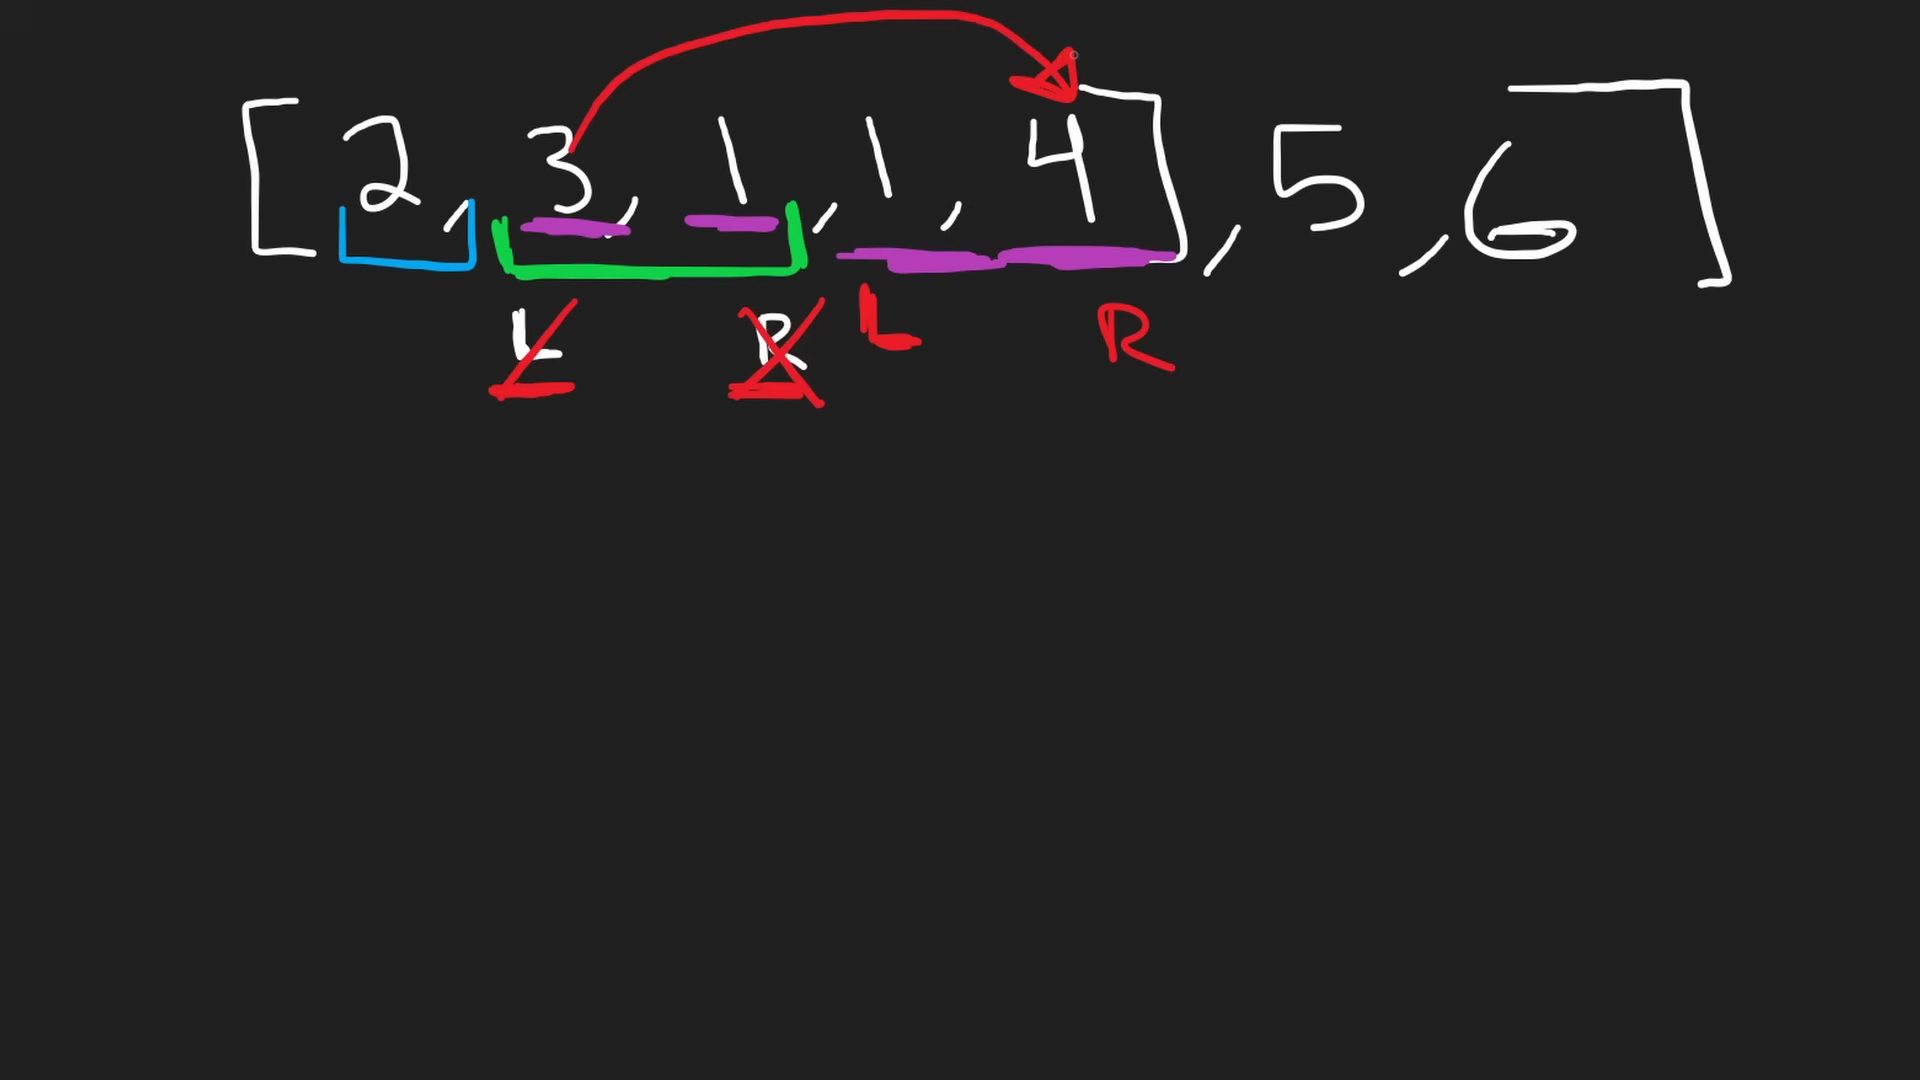 [2, 3, 1, 1, 4], 5, 6]
L R L R